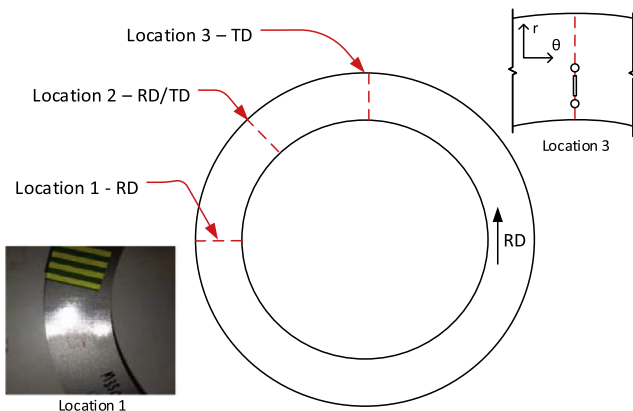 Location 3 – TD
Location 2 – RD/TD
Location 1 - RD
r
θ
Location 3
RD
Location 1